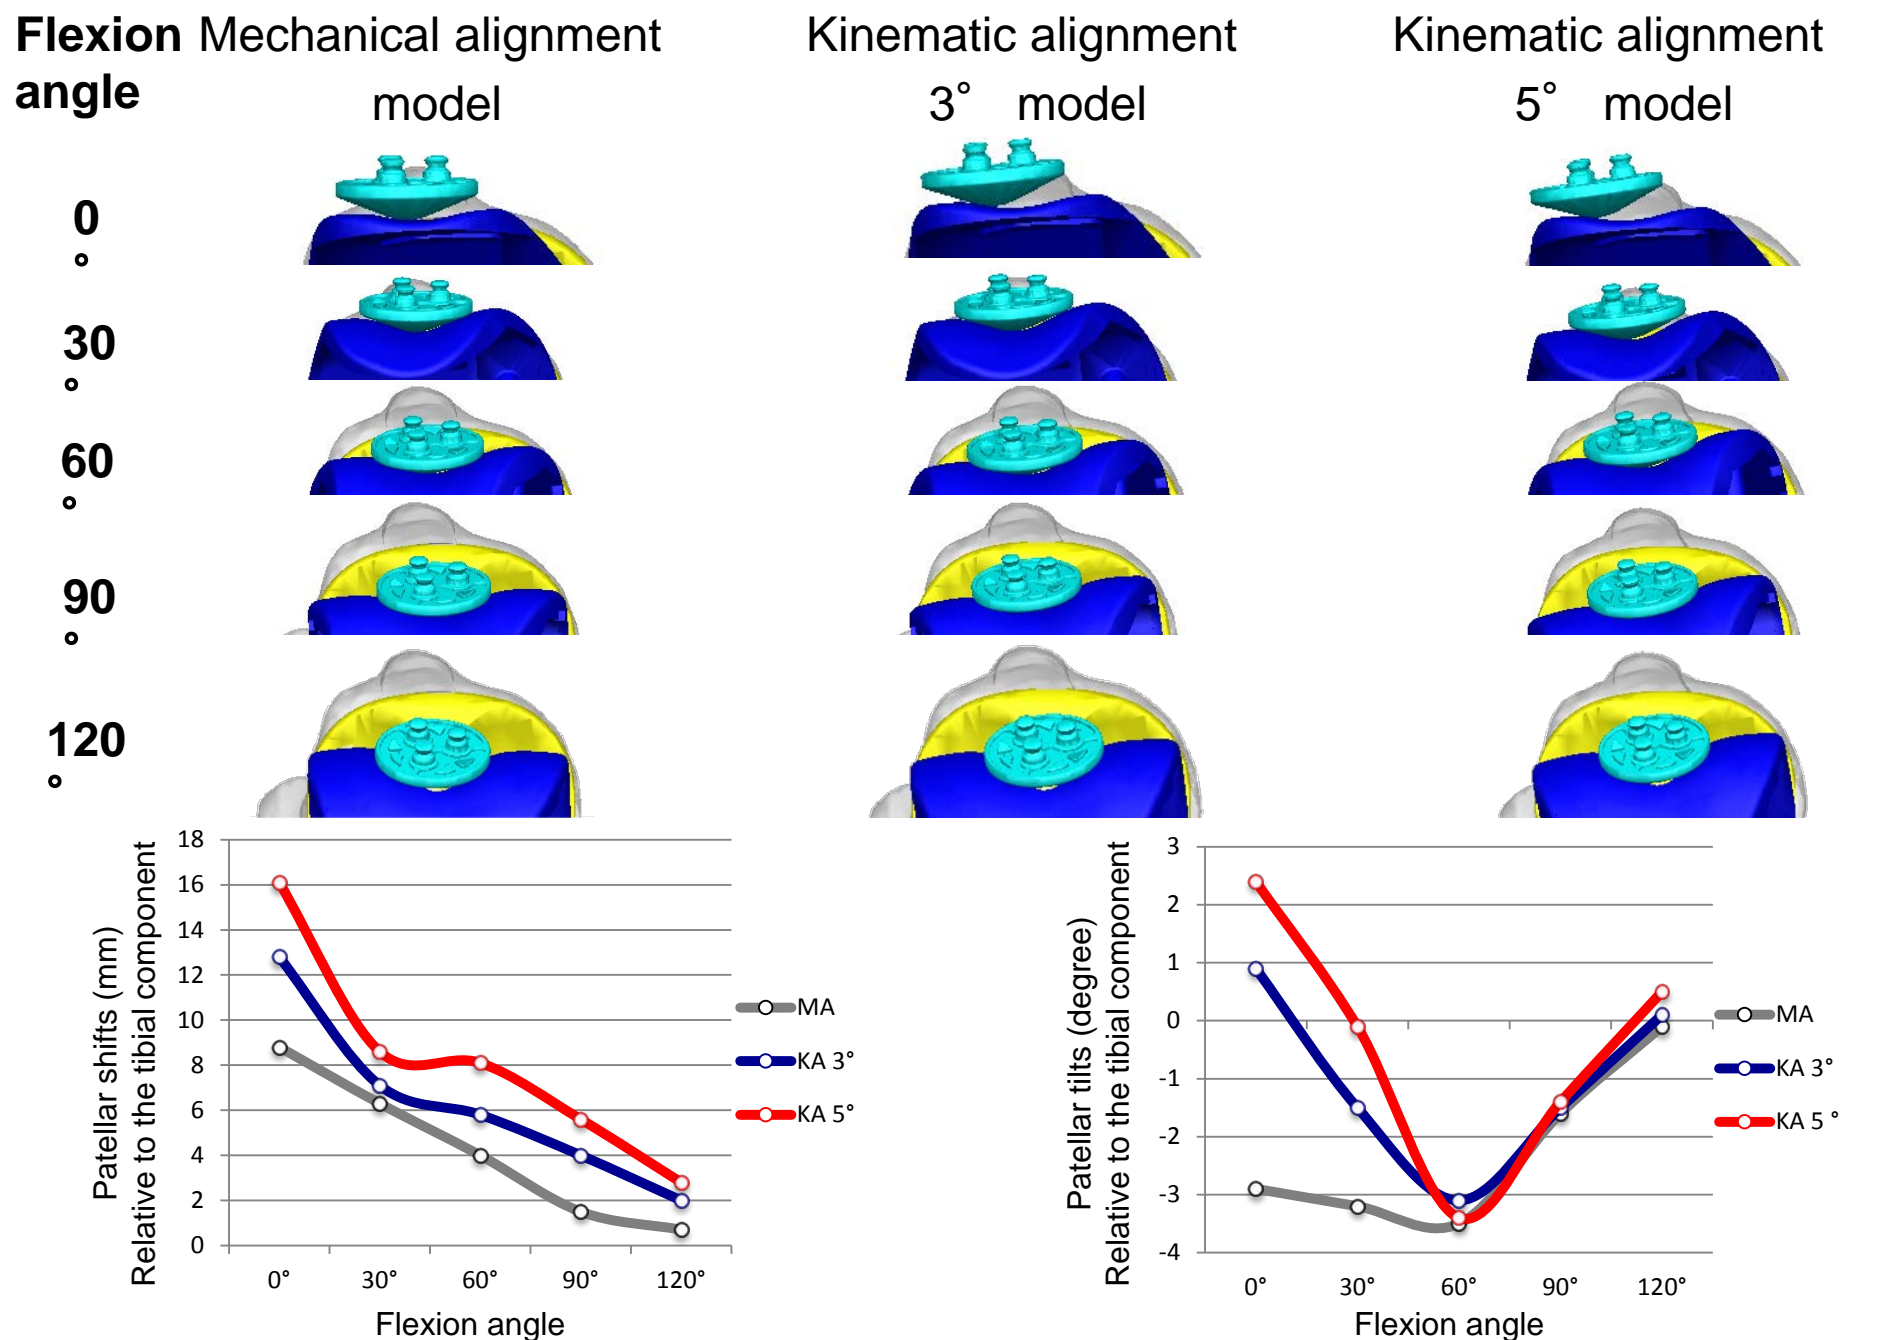 Flexion angle
Mechanical alignment model
Kinematic alignment 3° model
Kinematic alignment 5° model
0°
30°
60°
90°
120°
Patellar shifts (mm)
Relative to the tibial component
18
16
14
12
10
8
6
4
2
0
0° 30° 60° 90° 120°
Flexion angle
MA
KA 3°
KA 5°
Patellar tilts (degree)
Relative to the tibial component
3
2
1
0
-1
-2
-3
-4
0° 30° 60° 90° 120°
Flexion angle
MA
KA 3°
KA 5 °